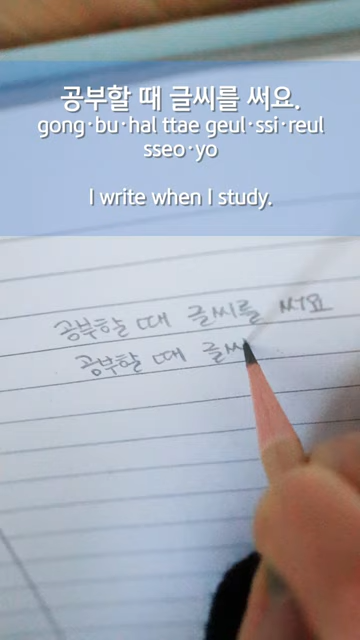 공부할 때 글씨를 써요.
gong·bu·hal ttae geul·ssi·reul
sseo·yo
I write when I study.
공부할 때 글씨를 써요
공부할 때 글씨